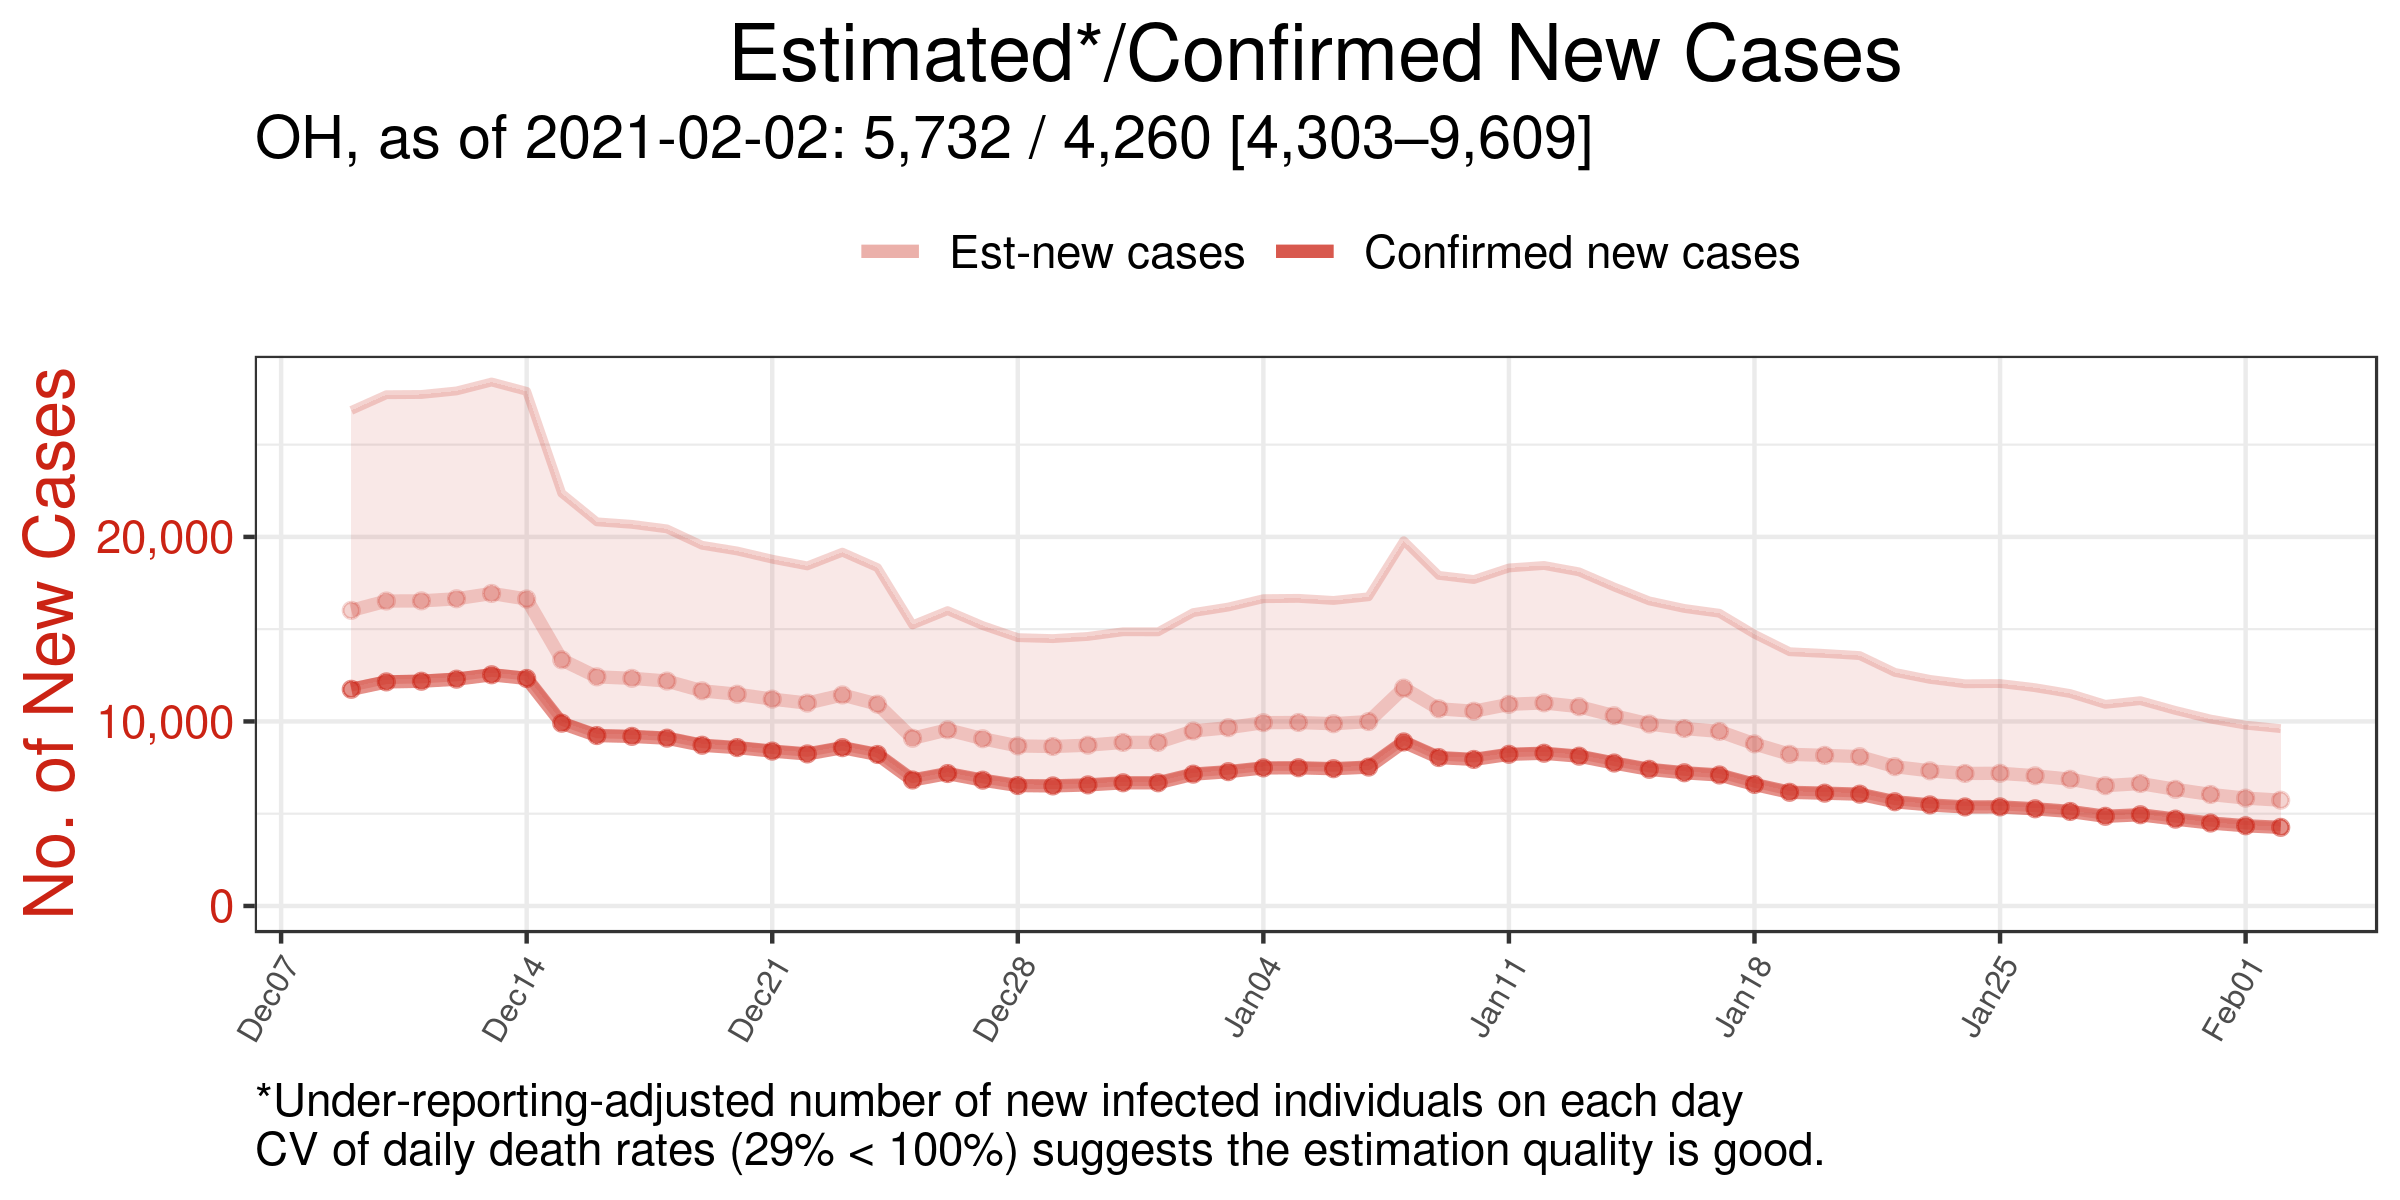 Estimated*/Confirmed New Cases
OH, as of 2021-02-02: 5,732 / 4,260 [4,303–9,609]
Est-new cases Confirmed new cases
No. of New Cases
20,000
10,000
0
Dec07 Dec14 Dec21 Dec28 Jan04 Jan11 Jan18 Jan25 Feb01
*Under-reporting-adjusted number of new infected individuals on each day
CV of daily death rates (29% < 100%) suggests the estimation quality is good.